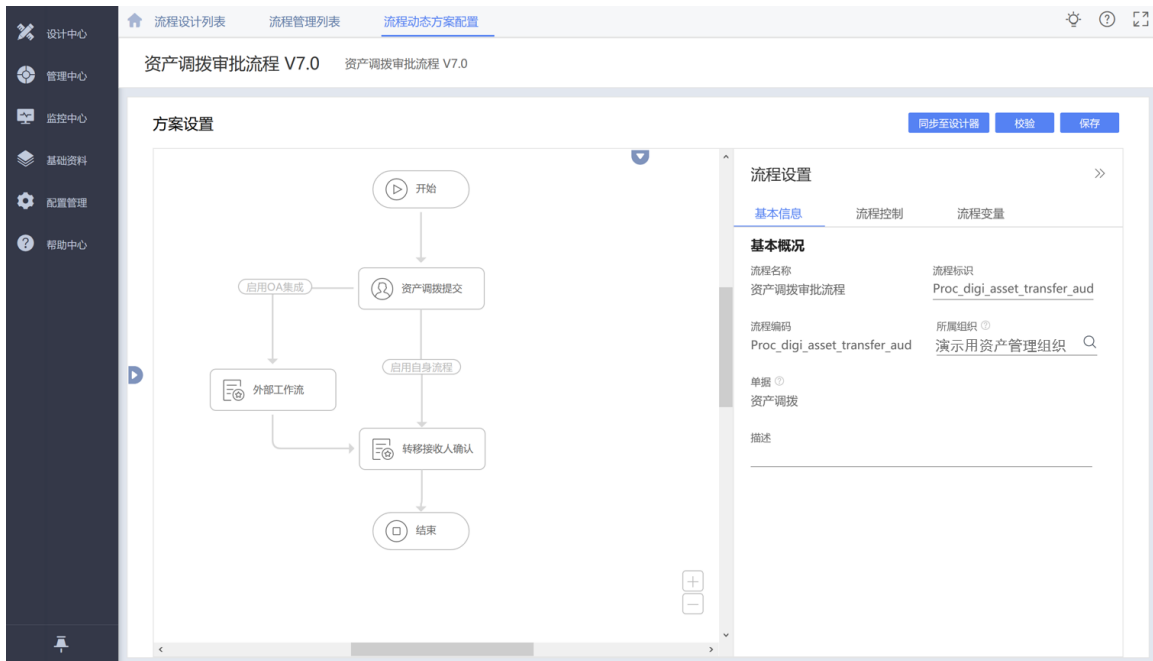 设计中心
管理中心
监控中心
基础资料
配置管理
帮助中心
流程设计列表 流程管理列表 流程动态方案配置
资产调拨审批流程 V7.0 资产调拨审批流程 V7.0
方案设置
同步至设计器 校验 保存
开始
启用OA集成
资产调拨提交
启用自身流程
外部工作流
转移接收人确认
结束
流程设置
基本信息 流程控制 流程变量
基本概况
流程名称 流程标识
资产调拨审批流程 Proc_digi_asset_transfer_aud
流程编码 所属组织
Proc_digi_asset_transfer_aud 演示用资产管理组织
单据
资产调拨
描述